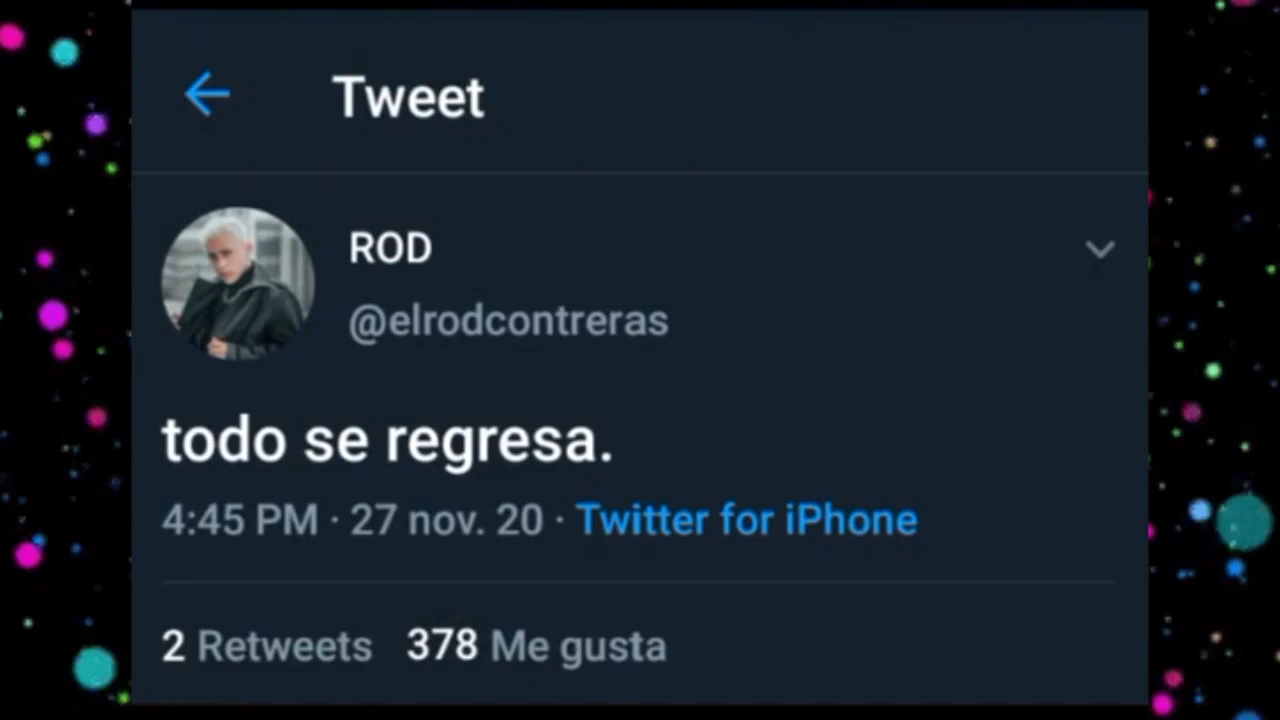 Tweet
ROD
@elrodcontreras
todo se regresa.
4:45 PM · 27 nov. 20 · Twitter for iPhone
2 Retweets 378 Me gusta